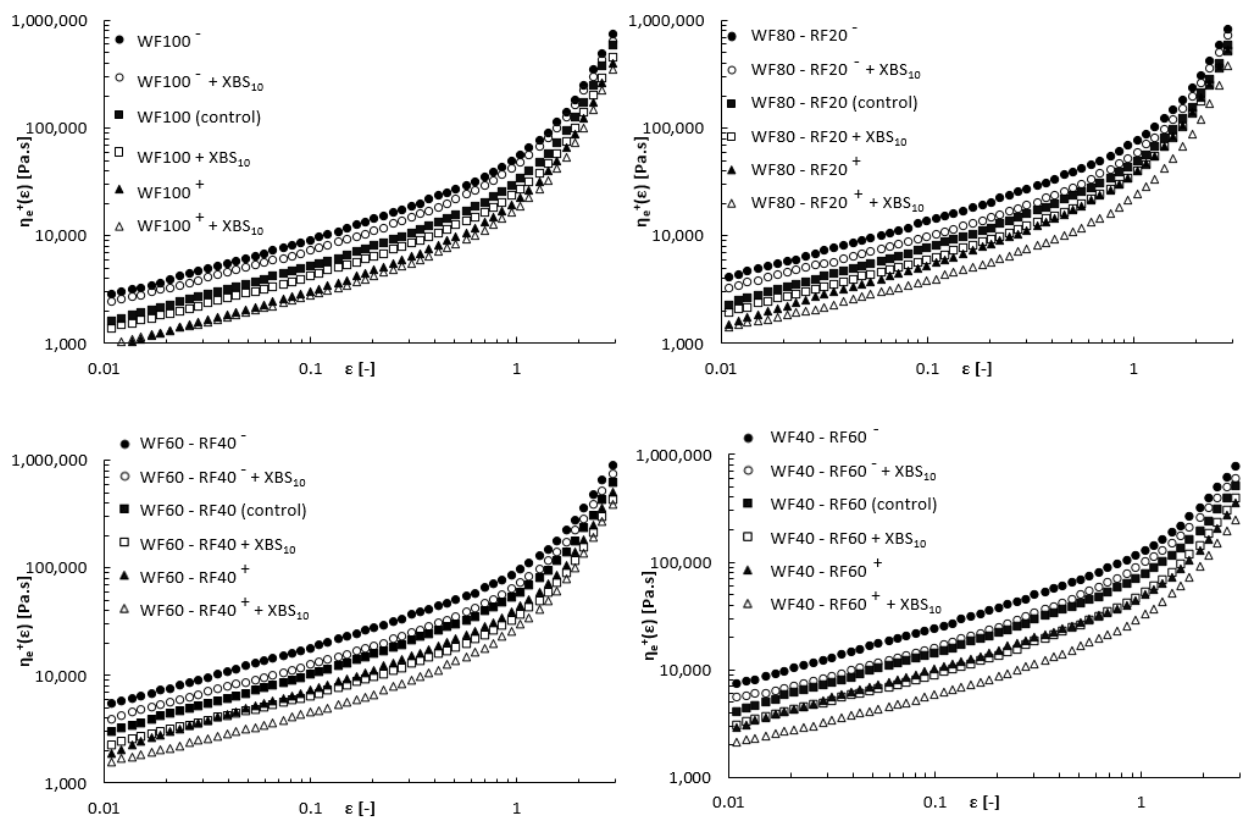 1,000,000
100,000
10,000
1,000
ηe⁺(ε) [Pa.s]
WF100 ⁻
WF100 ⁻ + XBS₁₀
WF100 (control)
WF100 + XBS₁₀
WF100 ⁺
WF100 ⁺ + XBS₁₀
0.01
0.1
1
ε [-]
1,000,000
100,000
10,000
1,000
ηe⁺(ε) [Pa.s]
WF80 - RF20 ⁻
WF80 - RF20 ⁻ + XBS₁₀
WF80 - RF20 (control)
WF80 - RF20 + XBS₁₀
WF80 - RF20 ⁺
WF80 - RF20 ⁺ + XBS₁₀
0.01
0.1
1
ε [-]
1,000,000
100,000
10,000
1,000
ηe⁺(ε) [Pa.s]
WF60 - RF40 ⁻
WF60 - RF40 ⁻ + XBS₁₀
WF60 - RF40 (control)
WF60 - RF40 + XBS₁₀
WF60 - RF40 ⁺
WF60 - RF40 ⁺ + XBS₁₀
0.01
0.1
1
ε [-]
1,000,000
100,000
10,000
1,000
ηe⁺(ε) [Pa.s]
WF40 - RF60 ⁻
WF40 - RF60 ⁻ + XBS₁₀
WF40 - RF60 (control)
WF40 - RF60 + XBS₁₀
WF40 - RF60 ⁺
WF40 - RF60 ⁺ + XBS₁₀
0.01
0.1
1
ε [-]